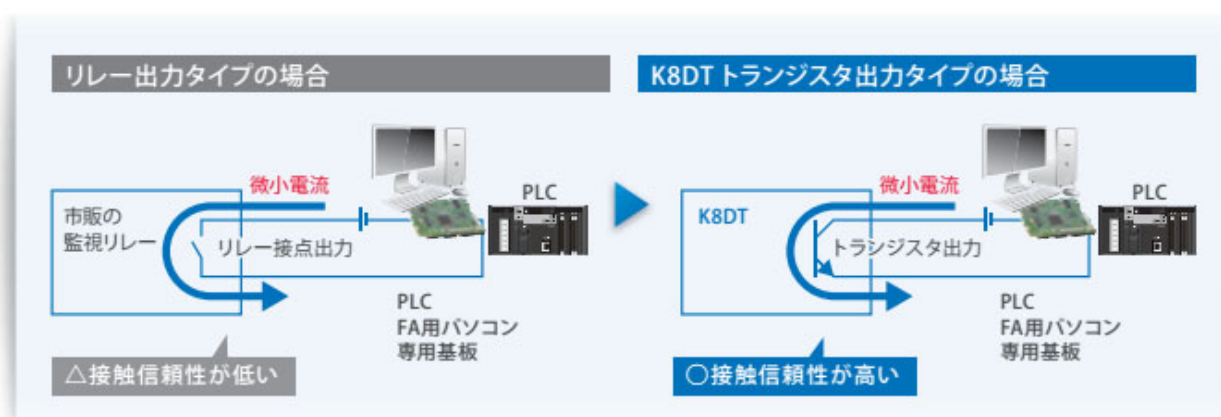 リレー出力タイプの場合
微小電流
PLC
市販の
監視リレー
リレー接点出力
PLC
FA用パソコン
専用基板
△接触信頼性が低い
K8DTトランジスタ出力タイプの場合
微小電流
PLC
K8DT
トランジスタ出力
PLC
FA用パソコン
専用基板
〇接触信頼性が高い